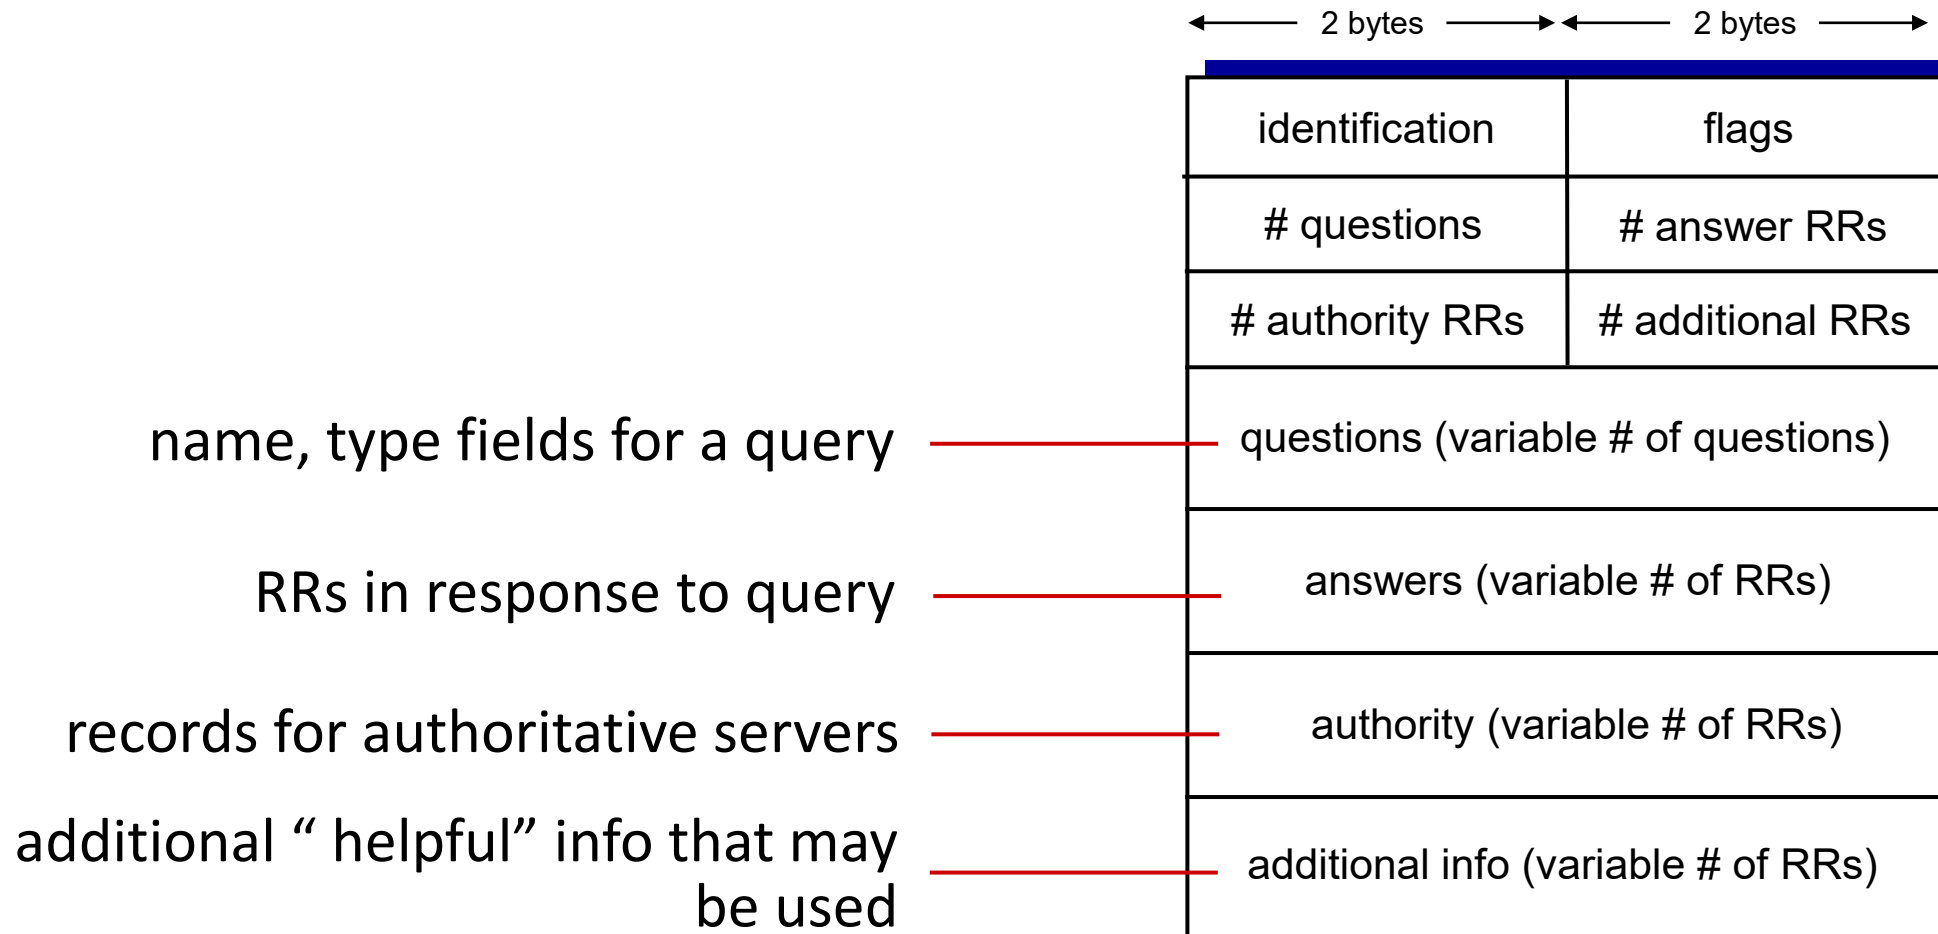 2 bytes 2 bytes
identification flags
# questions # answer RRs
# authority RRs # additional RRs
name, type fields for a query questions (variable # of questions)
RRs in response to query answers (variable # of RRs)
records for authoritative servers authority (variable # of RRs)
additional “ helpful” info that may
be used
additional info (variable # of RRs)